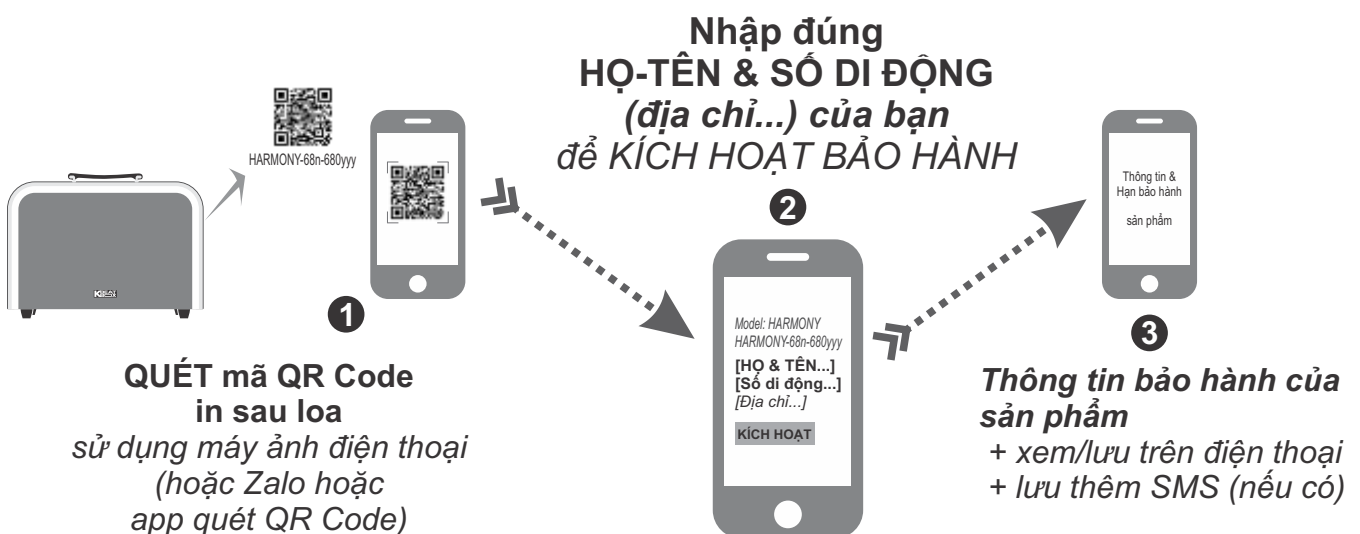 HARMONY-68n-680yyy
1
QUÉT mã QR Code
in sau loa
sử dụng máy ảnh điện thoại
(hoặc Zalo hoặc
app quét QR Code)
Nhập đúng
HỌ-TÊN & SỐ DI ĐỘNG
(địa chỉ...) của bạn
để KÍCH HOẠT BẢO HÀNH
2
Model: HARMONY
HARMONY-68n-680yyy
[HỌ & TÊN...]
[Số di động...]
[Địa chỉ...]
KÍCH HOẠT
Thông tin &
Hạn bảo hành
sản phẩm
3
Thông tin bảo hành của
sản phẩm
+ xem/lưu trên điện thoại
+ lưu thêm SMS (nếu có)